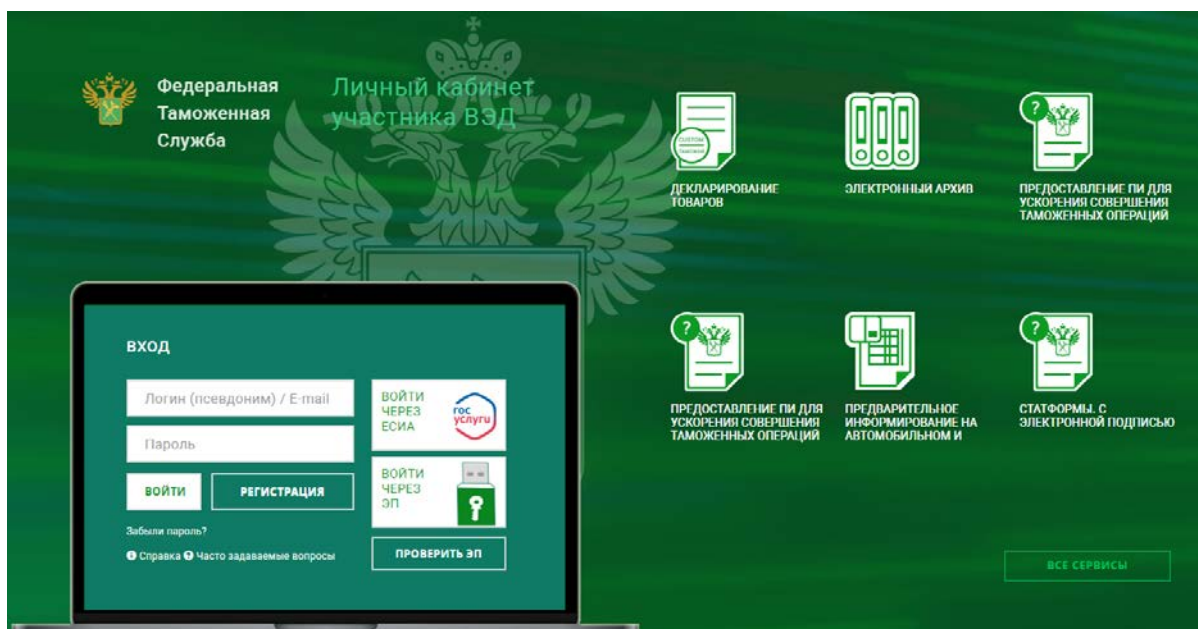 Федеральная
Таможенная
Служба
Личный кабинет
участника ВЭД
ДЕКЛАРИРОВАНИЕ
ТОВАРОВ
ЭЛЕКТРОННЫЙ АРХИВ
ПРЕДОСТАВЛЕНИЕ ПИ ДЛЯ
УСКОРЕНИЯ СОВЕРШЕНИЯ
ТАМОЖЕННЫХ ОПЕРАЦИЙ
ПРЕДОСТАВЛЕНИЕ ПИ ДЛЯ
УСКОРЕНИЯ СОВЕРШЕНИЯ
ТАМОЖЕННЫХ ОПЕРАЦИЙ
ПРЕДВАРИТЕЛЬНОЕ
ИНФОРМИРОВАНИЕ НА
АВТОМОБИЛЬНОМ И
СТАТФОРМЫ. С
ЭЛЕКТРОННОЙ ПОДПИСЬЮ
ВХОД
Логин (псевдоним) / E-mail
Пароль
ВОЙТИ
РЕГИСТРАЦИЯ
Забыли пароль?
Справка
Часто задаваемые вопросы
ВОЙТИ
ЧЕРЕЗ
ЕСИА
гос
услуги
ВОЙТИ
ЧЕРЕЗ
ЭП
ПРОВЕРИТЬ ЭП
ВСЕ СЕРВИСЫ